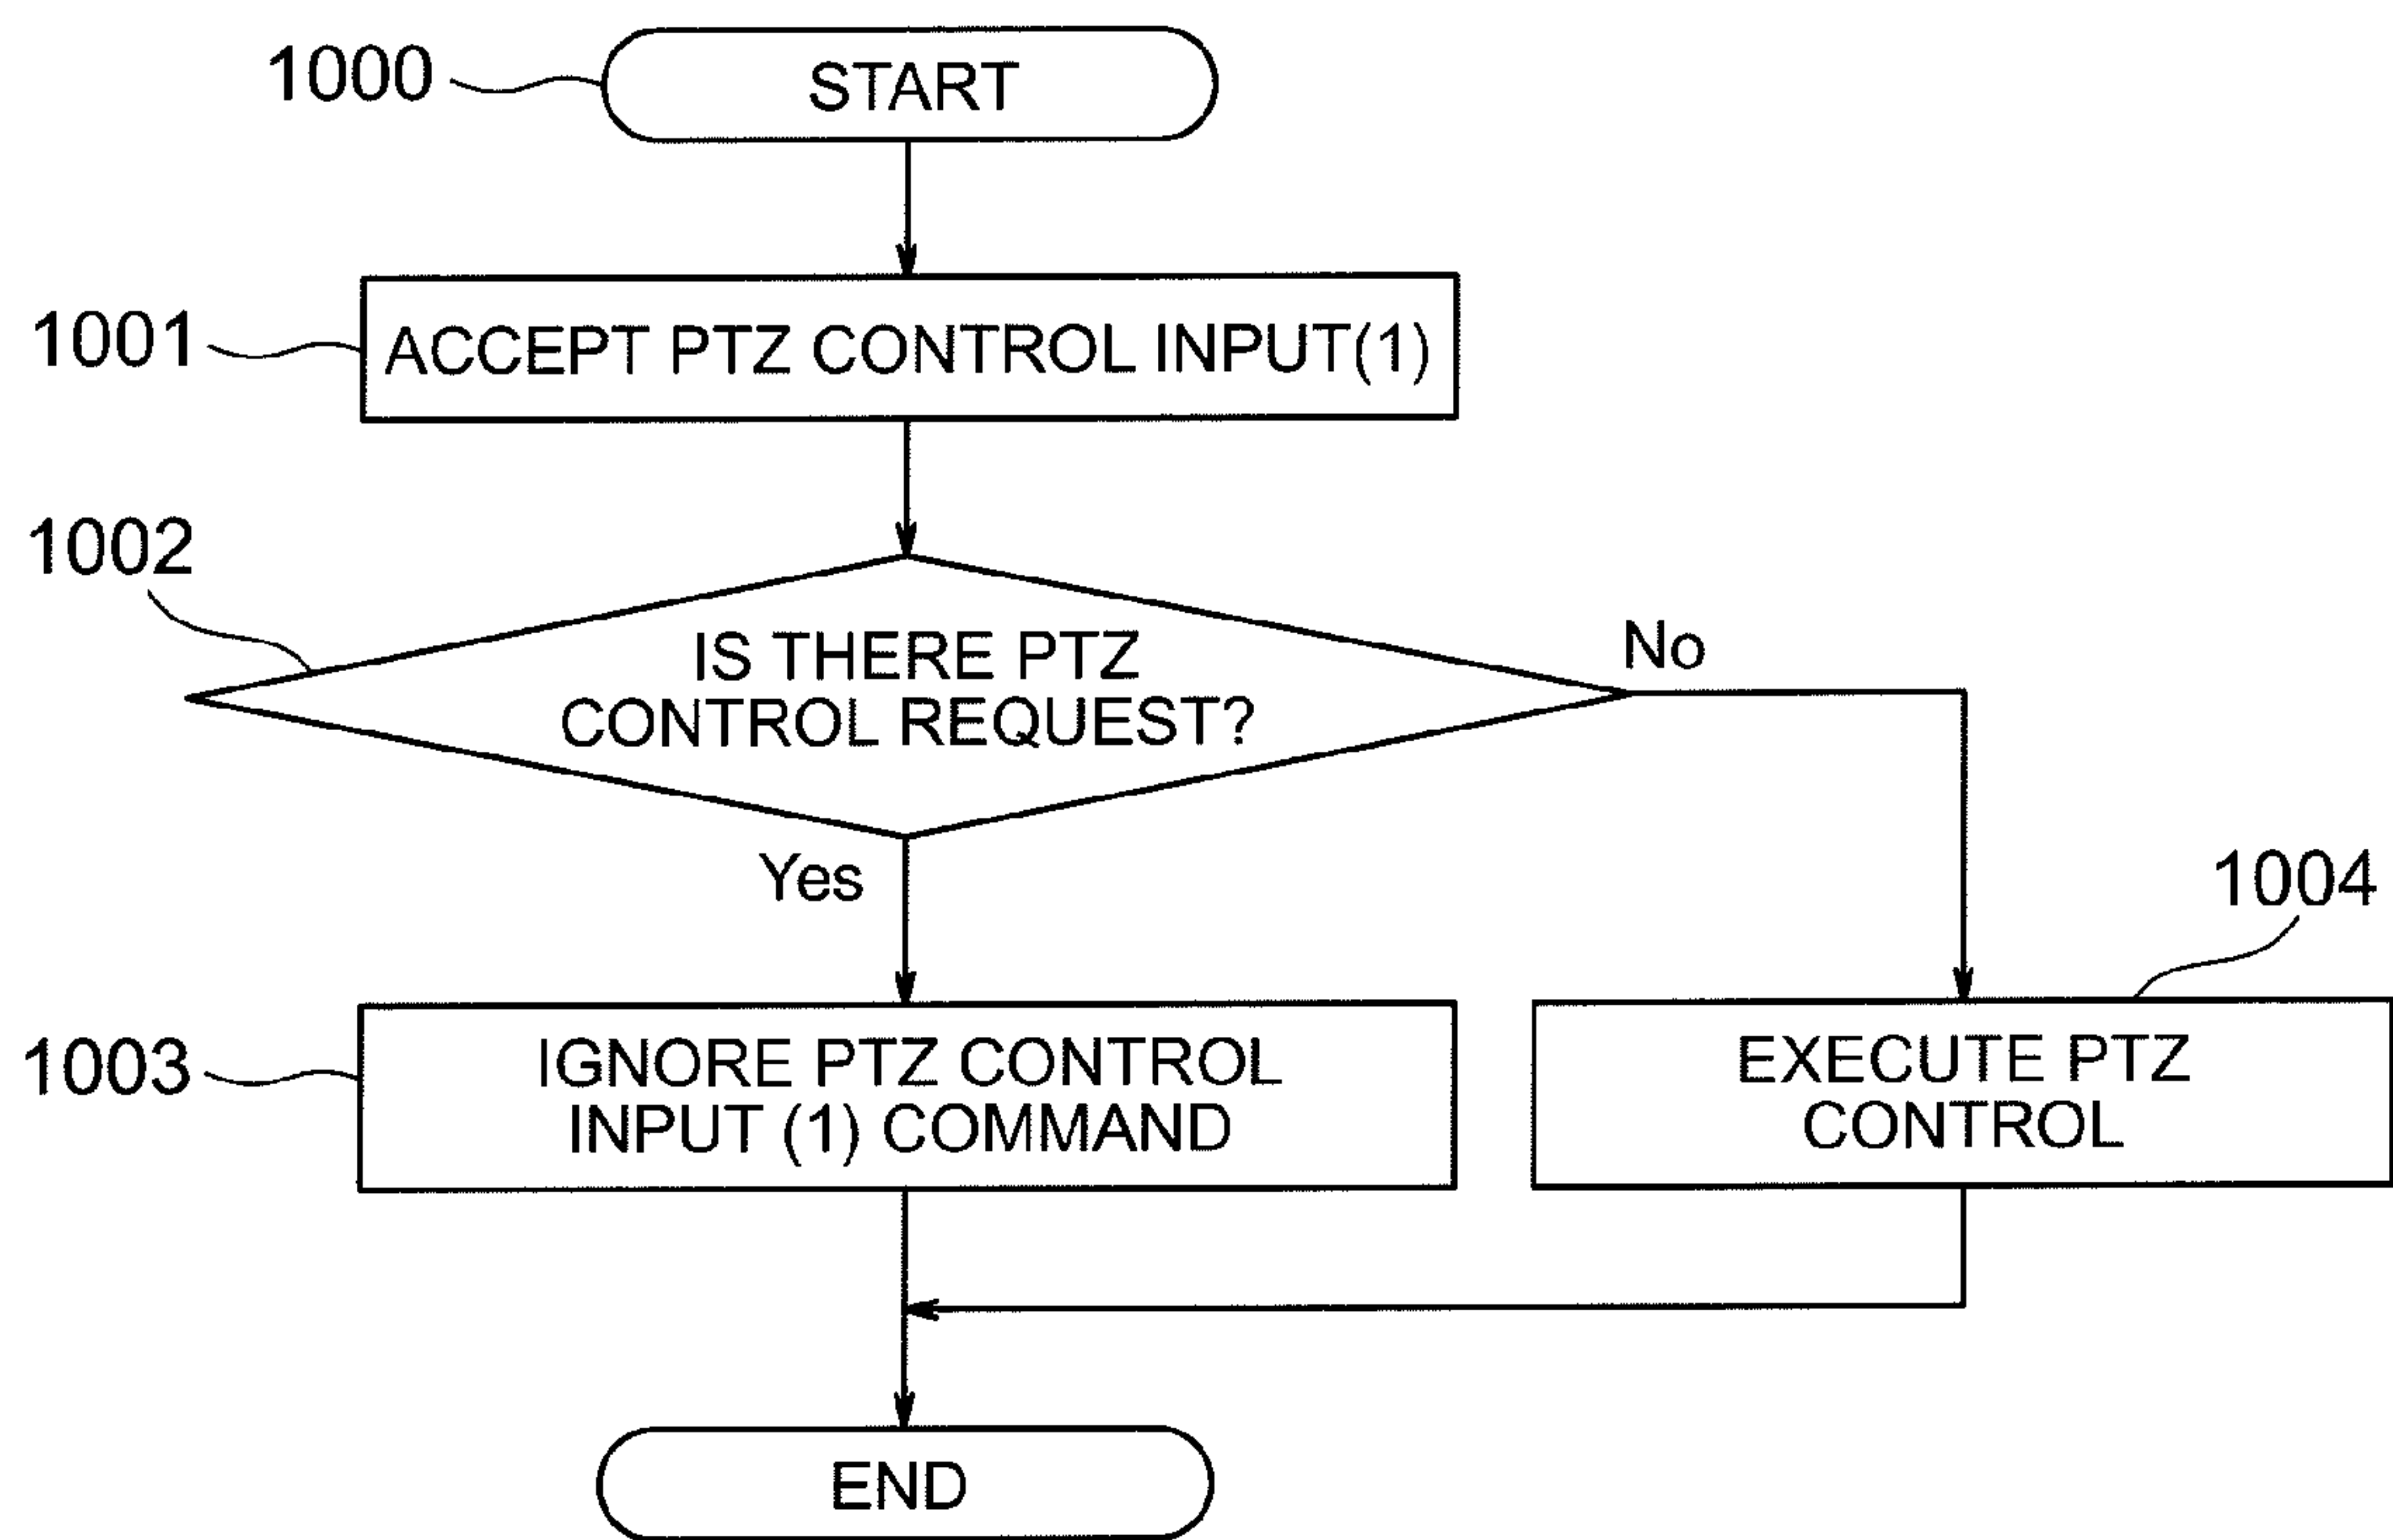 1000
START
1001
ACCEPT PTZ CONTROL INPUT(1)
1002
IS THERE PTZ
CONTROL REQUEST?
No
Yes
1004
1003
IGNORE PTZ CONTROL
INPUT (1) COMMAND
EXECUTE PTZ
CONTROL
END